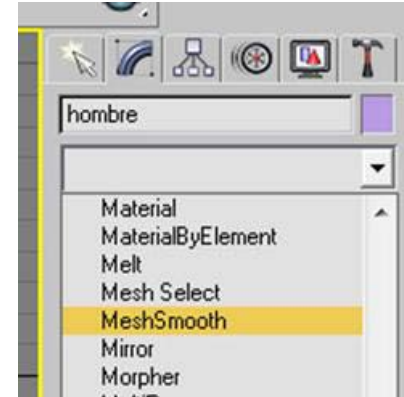 hombre
Material
MaterialByElement
Melt
Mesh Select
MeshSmooth
Mirror
Morpher